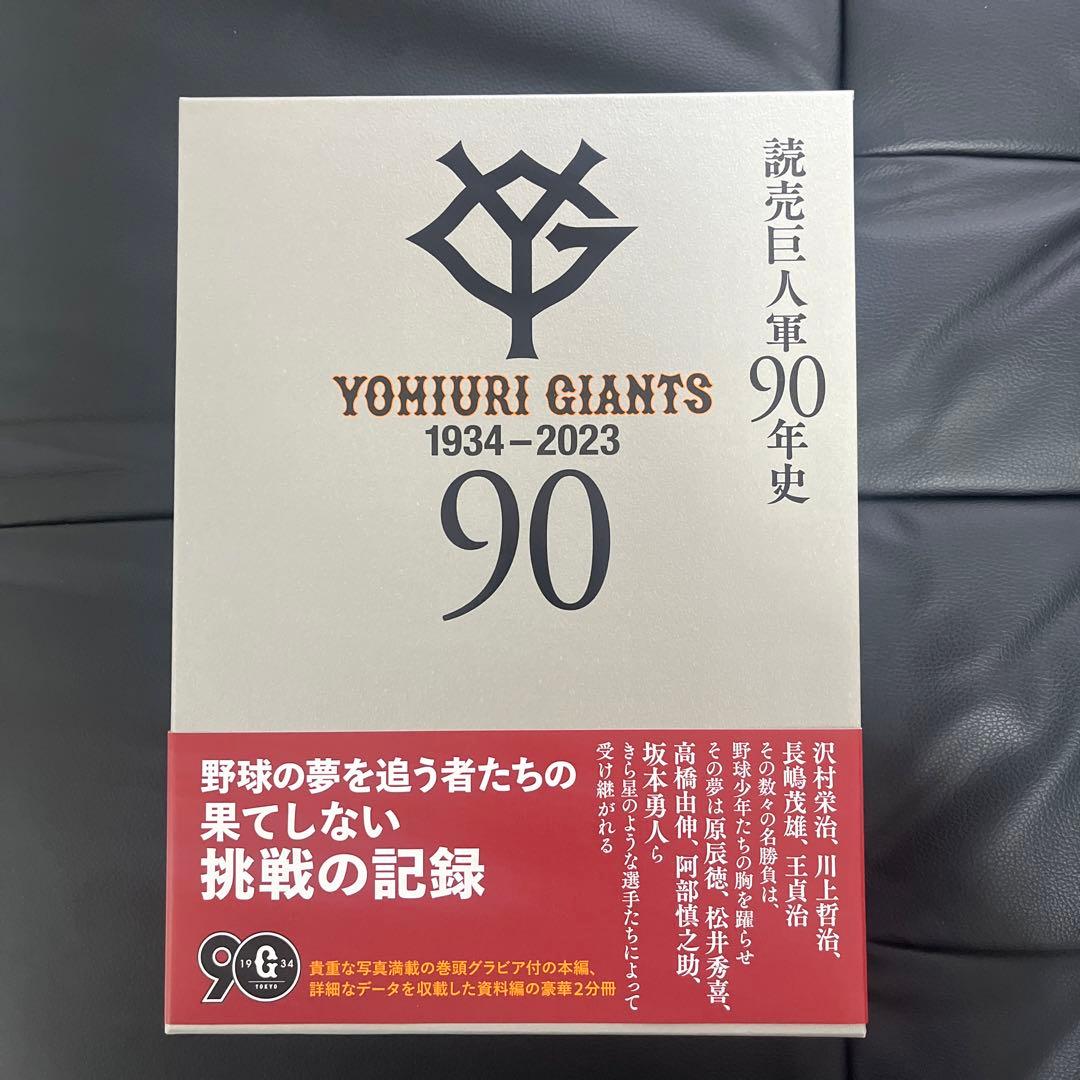 YG
YOMIURI GIANTS
1934–2023
90
読売巨人軍90年史
野球の夢を追う者たちの
果てしない
挑戦の記録
沢村栄治、川上哲治、
長嶋茂雄、王貞治
その数々の名勝負は、
野球少年たちの胸を躍らせ
その夢は原辰徳、松井秀喜、
高橋由伸、阿部慎之助、
坂本勇人ら
きら星のような選手たちによって
受け継がれる
90
19 G 34
TOKYO
貴重な写真満載の巻頭グラビア付の本編、
詳細なデータを収載した資料編の豪華2分冊